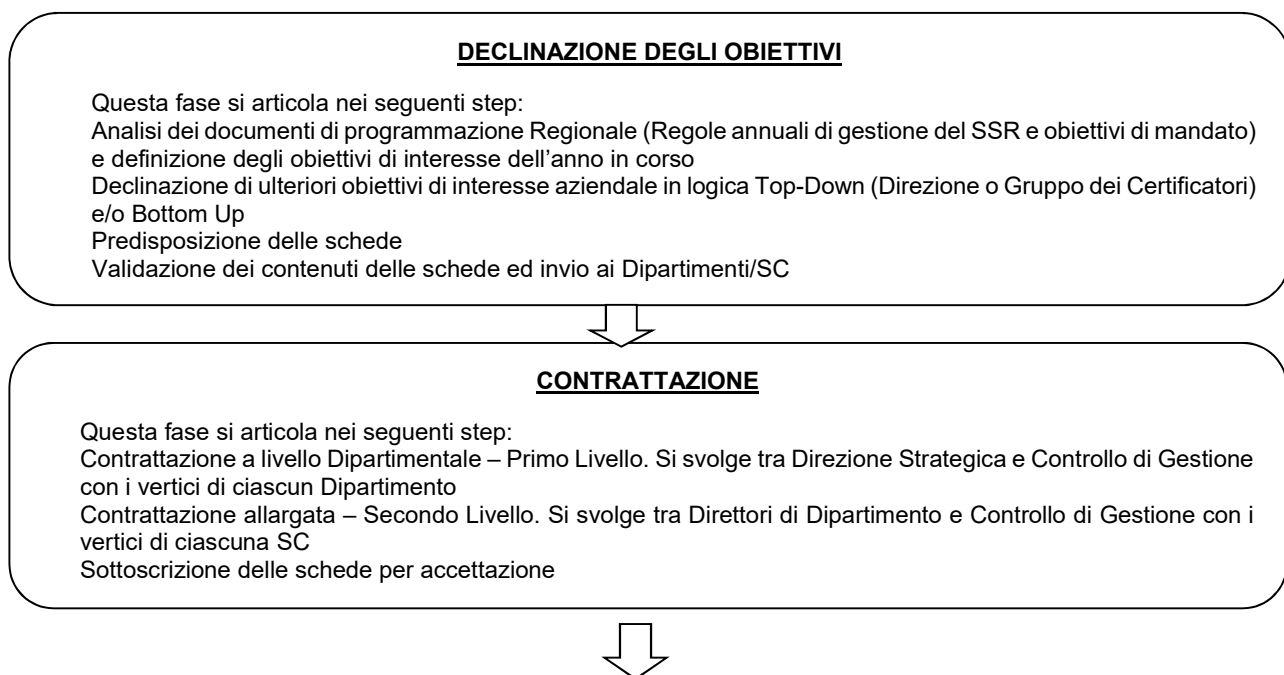 DECLINAZIONE DEGLI OBIETTIVI
Questa fase si articola nei seguenti step:
Analisi dei documenti di programmazione Regionale (Regole annuali di gestione del SSR e obiettivi di mandato)
e definizione degli obiettivi di interesse dell’anno in corso
Declinazione di ulteriori obiettivi di interesse aziendale in logica Top-Down (Direzione o Gruppo dei Certificatori)
e/o Bottom Up
Predisposizione delle schede
Validazione dei contenuti delle schede ed invio ai Dipartimenti/SC
CONTRATTAZIONE
Questa fase si articola nei seguenti step:
Contrattazione a livello Dipartimentale – Primo Livello. Si svolge tra Direzione Strategica e Controllo di Gestione
con i vertici di ciascun Dipartimento
Contrattazione allargata – Secondo Livello. Si svolge tra Direttori di Dipartimento e Controllo di Gestione con i
vertici di ciascuna SC
Sottoscrizione delle schede per accettazione